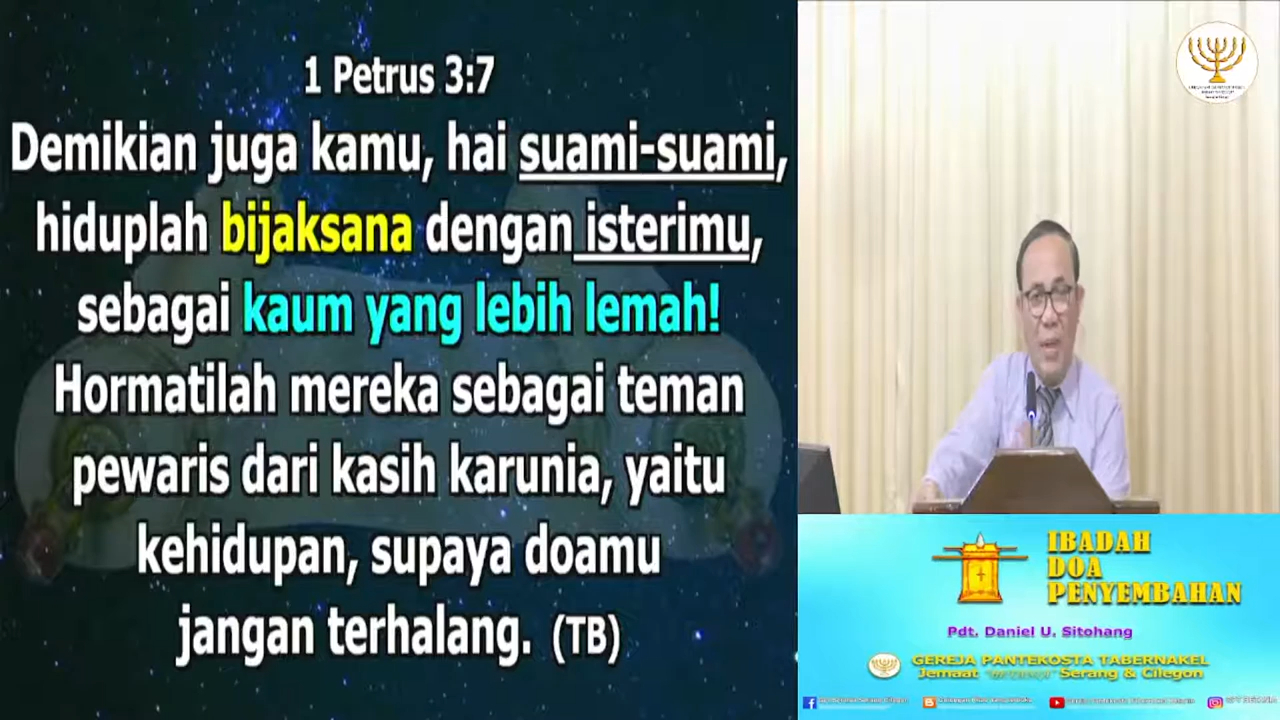 1 Petrus 3:7
Demikian juga kamu, hai suami-suami,
hiduplah bijaksana dengan isterimu,
sebagai kaum yang lebih lemah!
Hormatilah mereka sebagai teman
pewaris dari kasih karunia, yaitu
kehidupan, supaya doamu
jangan terhalang. (TB)
IBADAH
DOA
PENYEMBAHAN
Pdt. Daniel U. Sitohang
GEREJA PANTEKOSTA TABERNAKEL
Jemaat "BETANIA" Serang & Cilegon